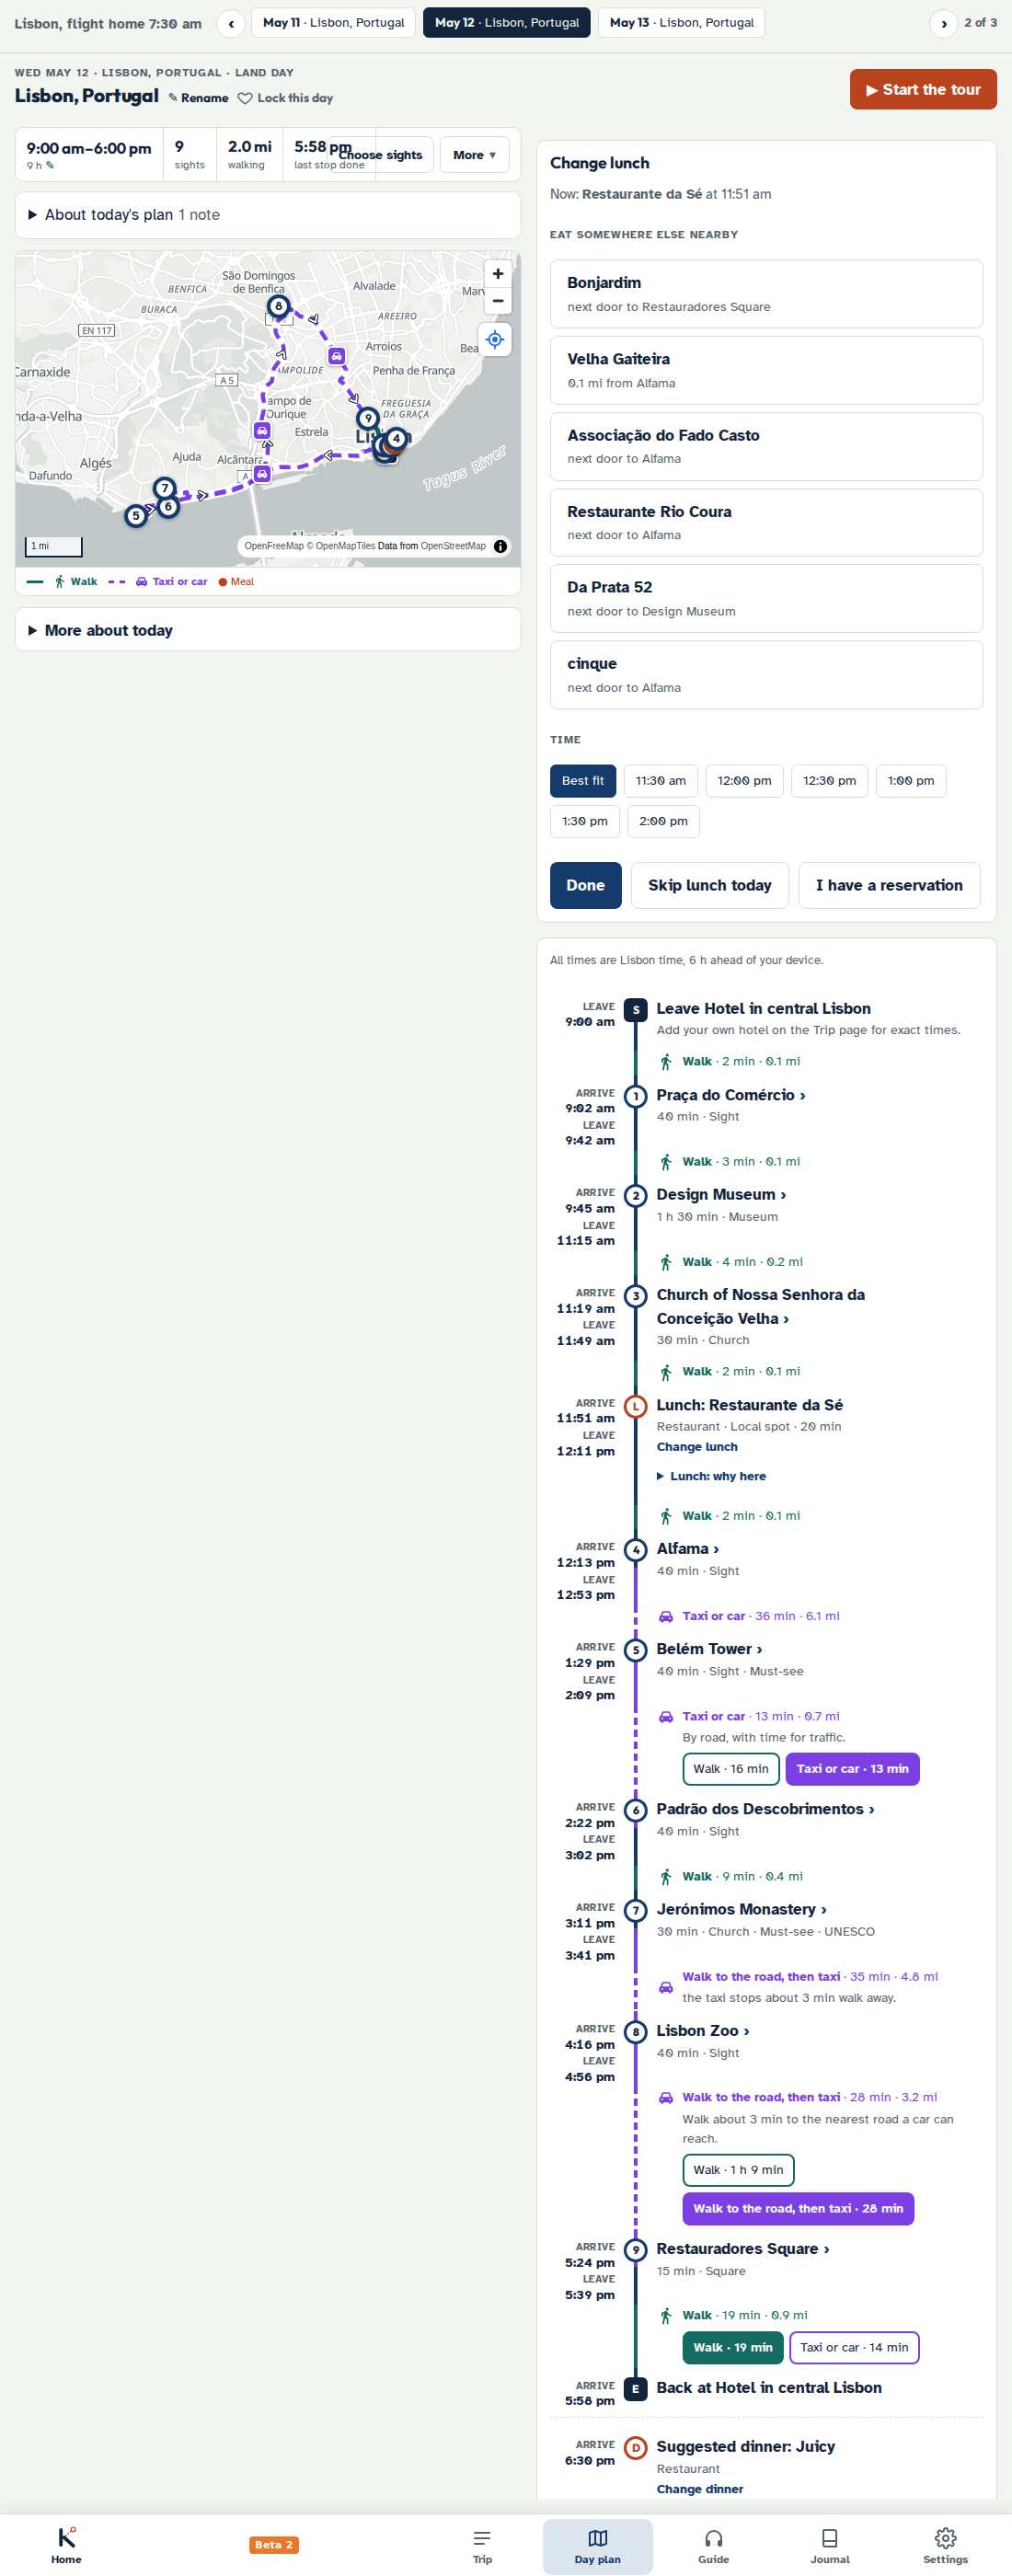 Lisbon, flight home 7:30 am
‹
May 11 · Lisbon, Portugal
May 12 · Lisbon, Portugal
May 13 · Lisbon, Portugal
›
2 of 3
WED MAY 12 · LISBON, PORTUGAL · LAND DAY
Lisbon, Portugal
✎ Rename
Lock this day
▶ Start the tour
9:00 am–6:00 pm
9 h ✎
9
sights
2.0 mi
walking
5:58 pm
last stop done
Choose sights
More ▾
▶ About today's plan 1 note
São Domingos
de Benfica
BENFICA
Alvalade
BURACA
AREEIRO
EN 117
Arroios
Carnaxide
A 5
Penha de França
FREGUESIA
DA GRAÇA
Estrela
Ajuda
Algés
Dafundo
Tagus River
8
9
4
7
6
5
+
−
1 mi
OpenFreeMap © OpenMapTiles Data from OpenStreetMap
Walk
Taxi or car
Meal
▶ More about today
Change lunch
Now: Restaurante da Sé at 11:51 am
EAT SOMEWHERE ELSE NEARBY
Bonjardim
next door to Restauradores Square
Velha Gaiteira
0.1 mi from Alfama
Associação do Fado Casto
next door to Alfama
Restaurante Rio Coura
next door to Alfama
Da Prata 52
next door to Design Museum
cinque
next door to Alfama
TIME
Best fit
11:30 am
12:00 pm
12:30 pm
1:00 pm
1:30 pm
2:00 pm
Done
Skip lunch today
I have a reservation
All times are Lisbon time, 6 h ahead of your device.
LEAVE
9:00 am
S
Leave Hotel in central Lisbon
Add your own hotel on the Trip page for exact times.
Walk · 2 min · 0.1 mi
ARRIVE
9:02 am
LEAVE
9:42 am
1
Praça do Comércio ›
40 min · Sight
Walk · 3 min · 0.1 mi
ARRIVE
9:45 am
LEAVE
11:15 am
2
Design Museum ›
1 h 30 min · Museum
Walk · 4 min · 0.2 mi
ARRIVE
11:19 am
LEAVE
11:49 am
3
Church of Nossa Senhora da
Conceição Velha ›
30 min · Church
Walk · 2 min · 0.1 mi
ARRIVE
11:51 am
LEAVE
12:11 pm
L
Lunch: Restaurante da Sé
Restaurant · Local spot · 20 min
Change lunch
▶ Lunch: why here
Walk · 2 min · 0.1 mi
ARRIVE
12:13 pm
LEAVE
12:53 pm
4
Alfama ›
40 min · Sight
Taxi or car · 36 min · 6.1 mi
ARRIVE
1:29 pm
LEAVE
2:09 pm
5
Belém Tower ›
40 min · Sight · Must-see
Taxi or car · 13 min · 0.7 mi
By road, with time for traffic.
Walk · 16 min
Taxi or car · 13 min
ARRIVE
2:22 pm
LEAVE
3:02 pm
6
Padrão dos Descobrimentos ›
40 min · Sight
Walk · 9 min · 0.4 mi
ARRIVE
3:11 pm
LEAVE
3:41 pm
7
Jerónimos Monastery ›
30 min · Church · Must-see · UNESCO
Walk to the road, then taxi · 35 min · 4.8 mi
the taxi stops about 3 min walk away.
ARRIVE
4:16 pm
LEAVE
4:56 pm
8
Lisbon Zoo ›
40 min · Sight
Walk to the road, then taxi · 28 min · 3.2 mi
Walk about 3 min to the nearest road a car can
reach.
Walk · 1 h 9 min
Walk to the road, then taxi · 28 min
ARRIVE
5:24 pm
LEAVE
5:39 pm
9
Restauradores Square ›
15 min · Square
Walk · 19 min · 0.9 mi
Walk · 19 min
Taxi or car · 14 min
ARRIVE
5:58 pm
E
Back at Hotel in central Lisbon
ARRIVE
6:30 pm
D
Suggested dinner: Juicy
Restaurant
Change dinner
Home
Beta 2
Trip
Day plan
Guide
Journal
Settings